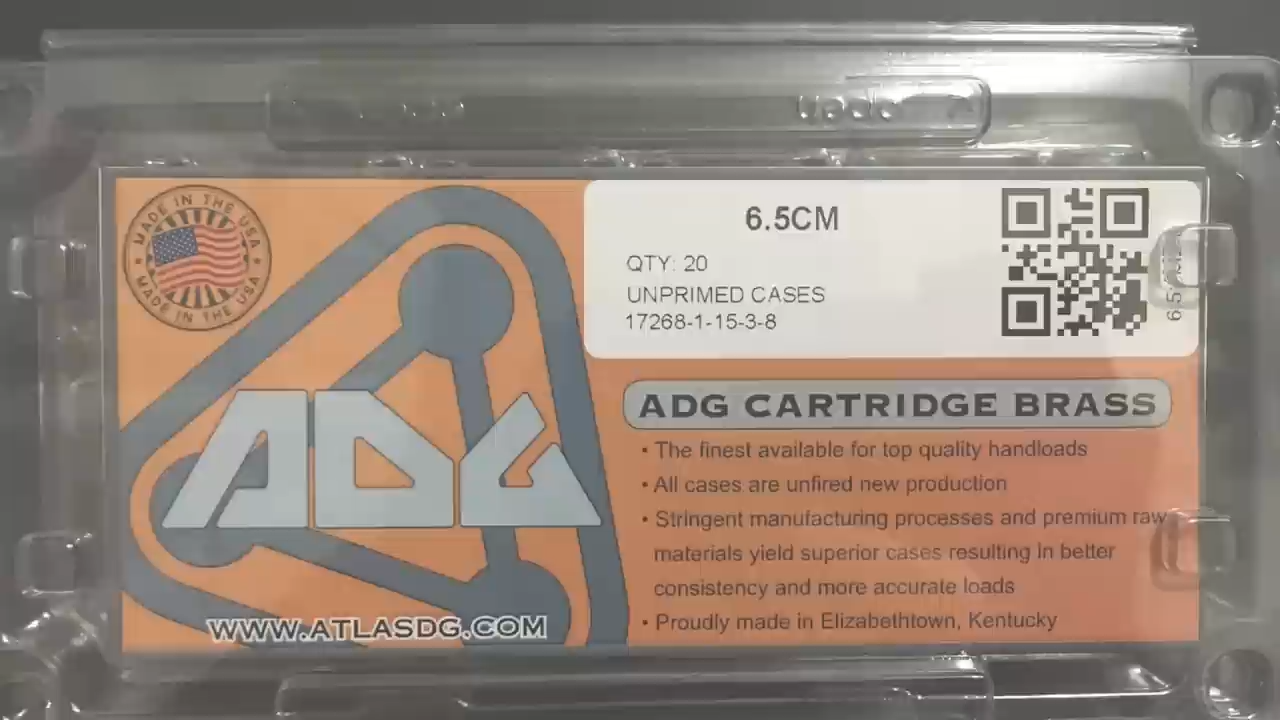 MADE IN THE USA
MADE IN THE USA
6.5CM
QTY: 20
UNPRIMED CASES
17268-1-15-3-8
ADG
ADG CARTRIDGE BRASS
• The finest available for top quality handloads
• All cases are unfired new production
• Stringent manufacturing processes and premium raw
materials yield superior cases resulting in better
consistency and more accurate loads
• Proudly made in Elizabethtown, Kentucky
WWW.ATLASDG.COM